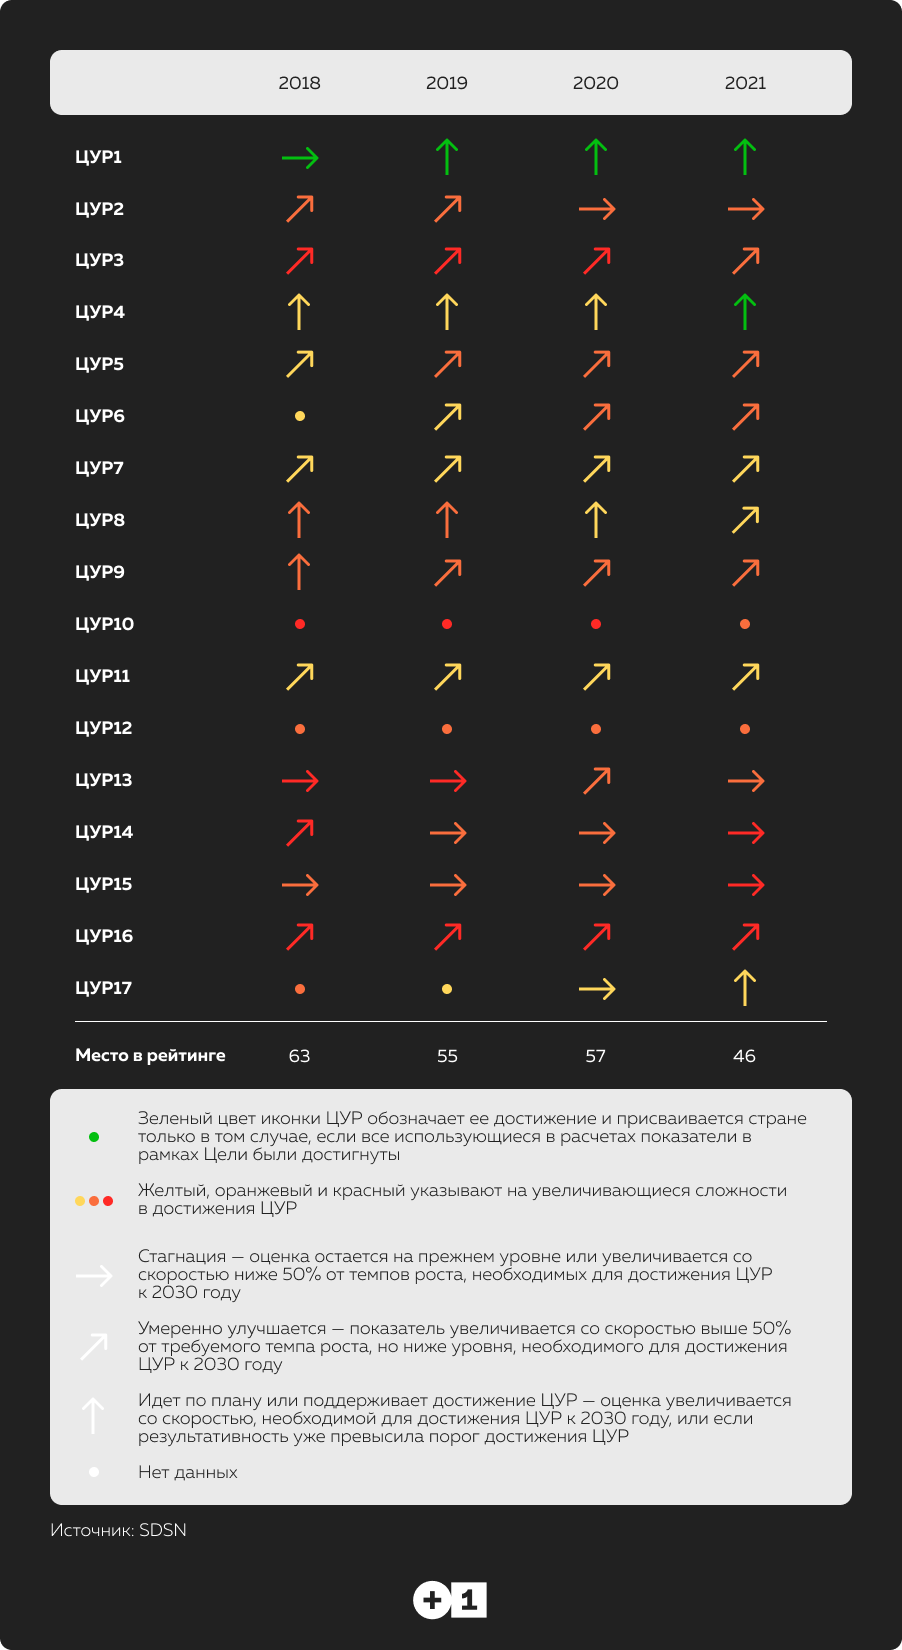 2018 2019 2020 2021
ЦУР1
ЦУР2
ЦУР3
ЦУР4
ЦУР5
ЦУР6
ЦУР7
ЦУР8
ЦУР9
ЦУР10
ЦУР11
ЦУР12
ЦУР13
ЦУР14
ЦУР15
ЦУР16
ЦУР17
Место в рейтинге 63 55 57 46
Зеленый цвет иконки ЦУР обозначает ее достижение и присваивается стране
только в том случае, если все использующиеся в расчетах показатели в
рамках Цели были достигнуты
Желтый, оранжевый и красный указывают на увеличивающиеся сложности
в достижения ЦУР
Стагнация — оценка остается на прежнем уровне или увеличивается со
скоростью ниже 50% от темпов роста, необходимых для достижения ЦУР
к 2030 году
Умеренно улучшается — показатель увеличивается со скоростью выше 50%
от требуемого темпа роста, но ниже уровня, необходимого для достижения
ЦУР к 2030 году
Идет по плану или поддерживает достижение ЦУР — оценка увеличивается
со скоростью, необходимой для достижения ЦУР к 2030 году, или если
результативность уже превысила порог достижения ЦУР
Нет данных
Источник: SDSN
+1